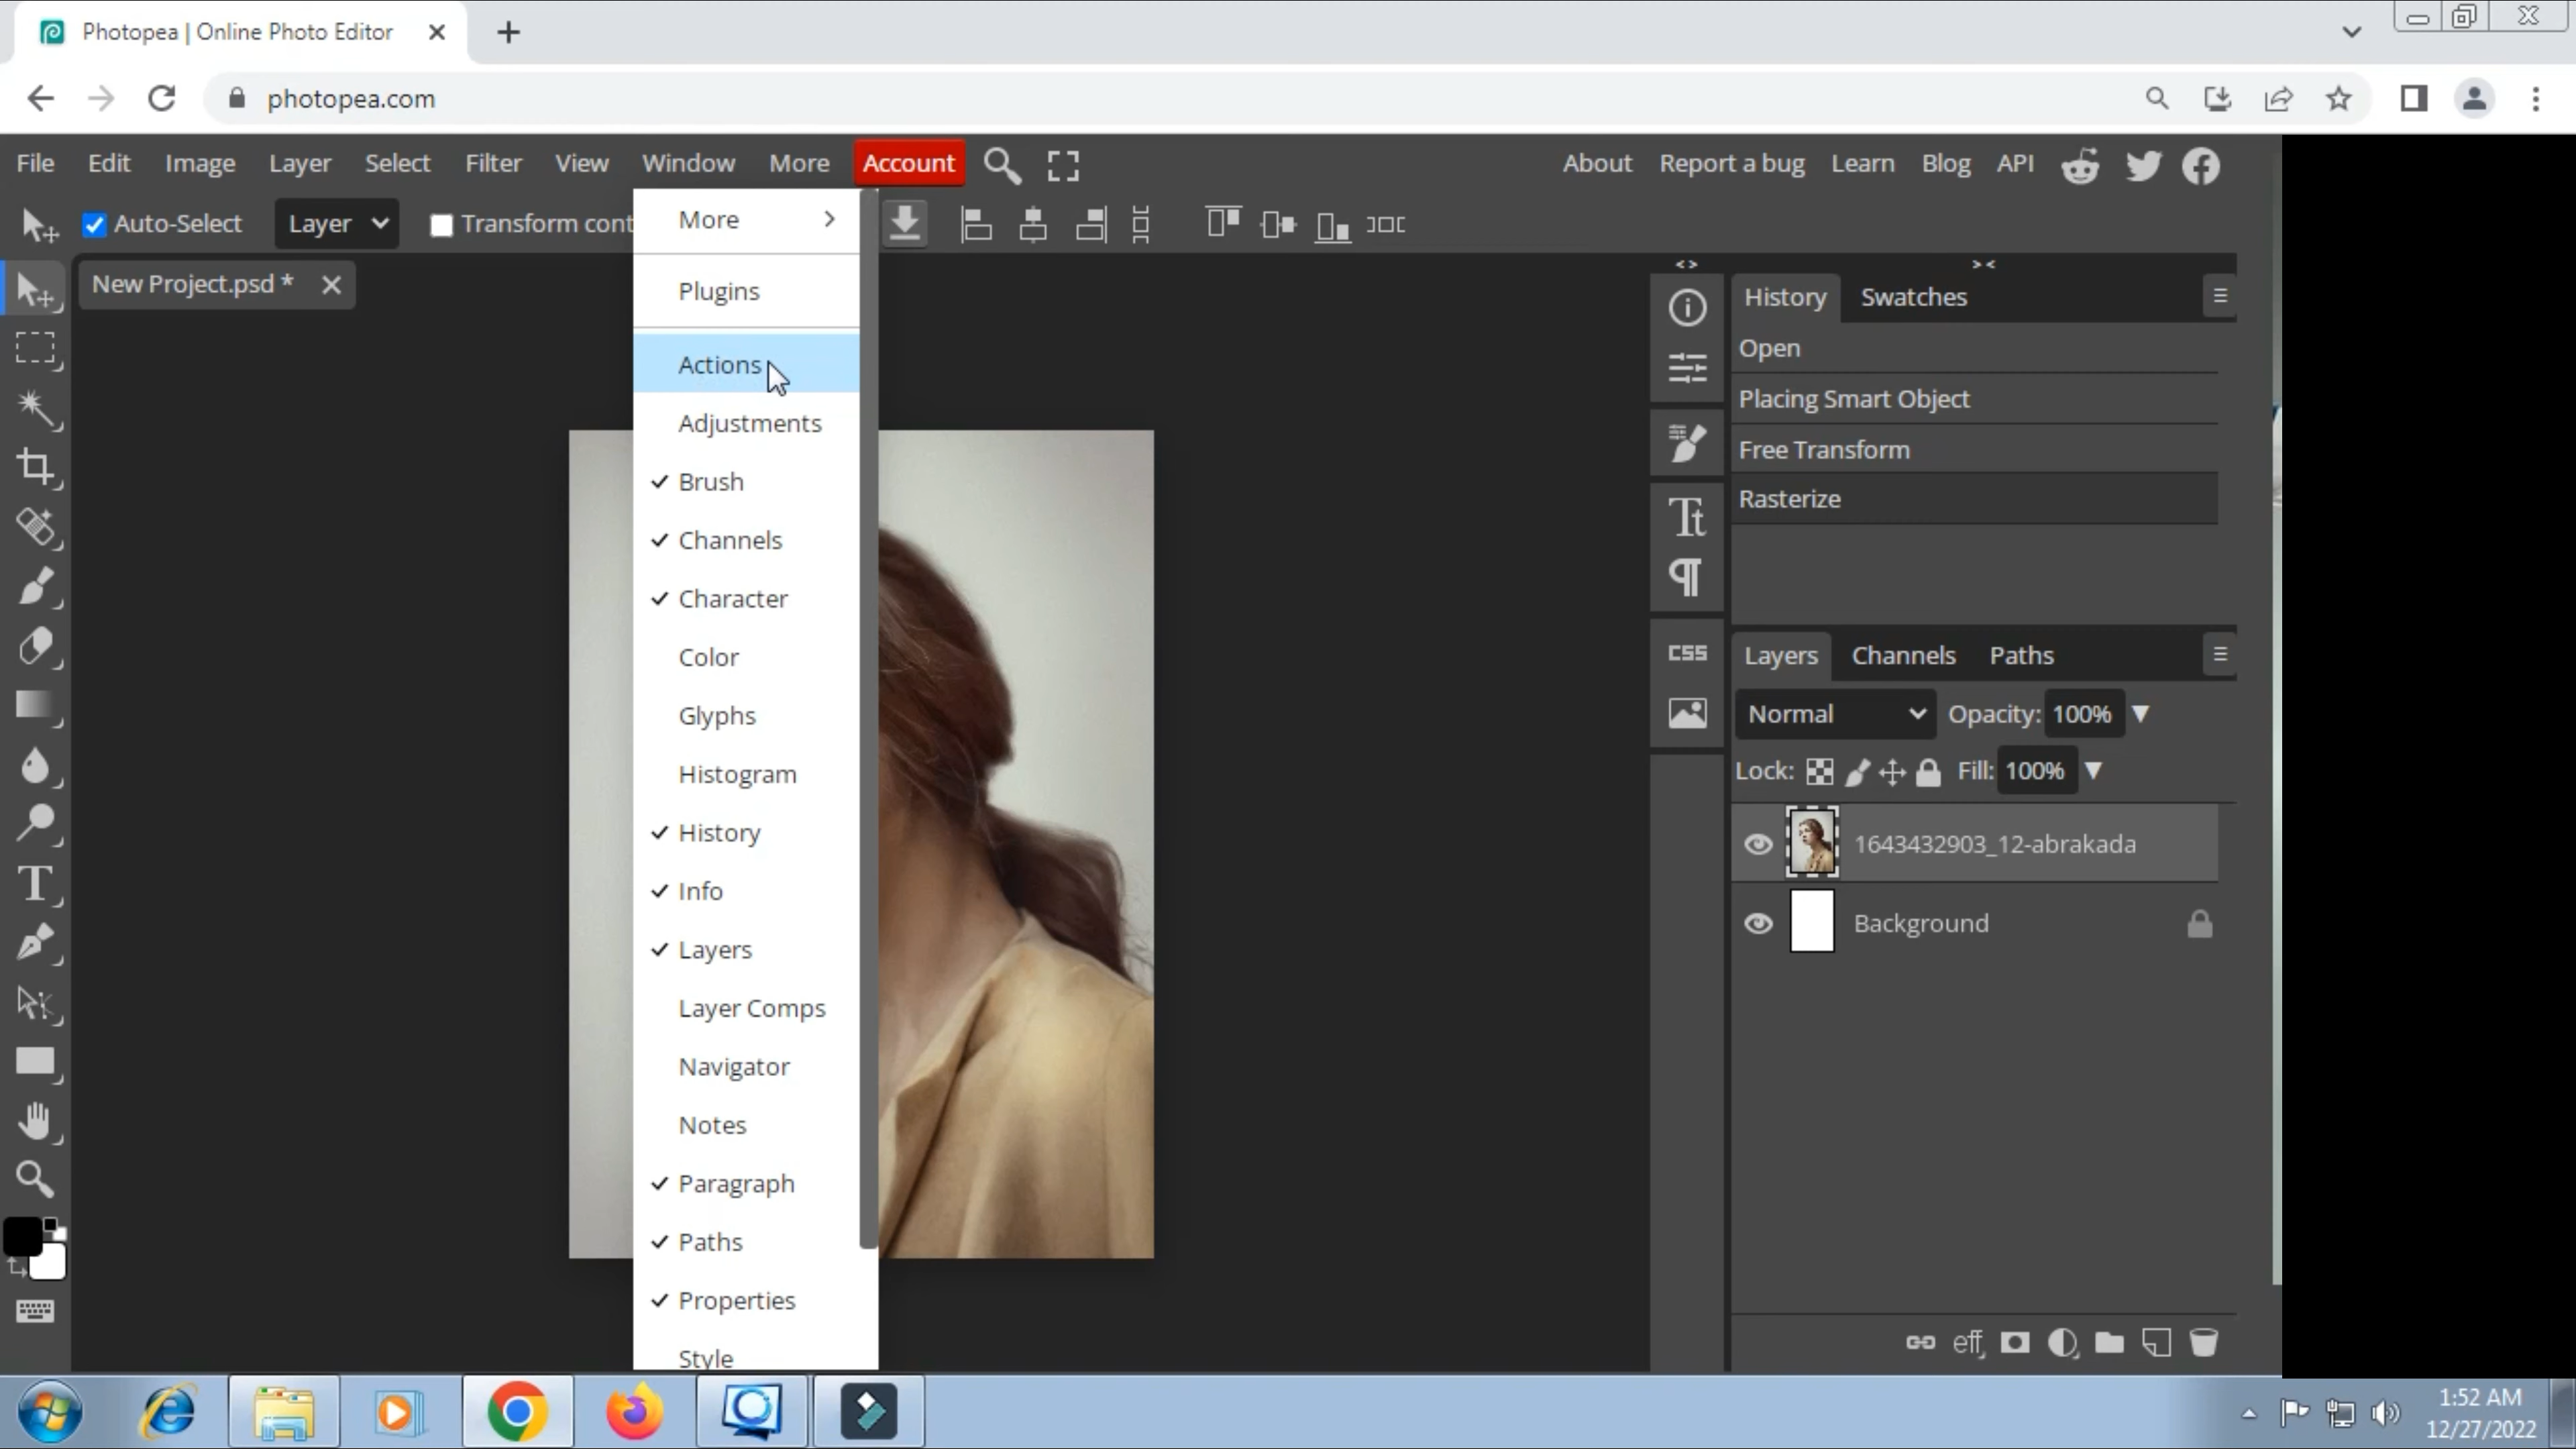 Photopea | Online Photo Editor
photopea.com
File Edit Image Layer Select Filter View Window More Account About Report a bug Learn Blog API
Auto-Select Layer Transform cont
New Project.psd *
More
Plugins
Actions
Adjustments
Brush
Channels
Character
Color
Glyphs
Histogram
History
Info
Layers
Layer Comps
Navigator
Notes
Paragraph
Paths
Properties
Style
Tt
CSS
T
< >
> <
History Swatches
Open
Placing Smart Object
Free Transform
Rasterize
Layers Channels Paths
Normal Opacity: 100%
Lock: Fill: 100%
1643432903_12-abrakada
Background
eff
1:52 AM
12/27/2022